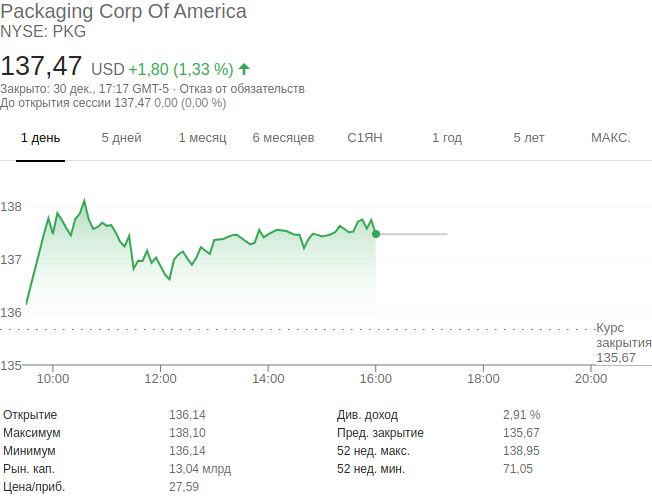 Packaging Corp Of America
NYSE: PKG
137,47 USD +1,80 (1,33 %)
Закрыто: 30 дек., 17:17 GMT-5 · Отказ от обязательств
До открытия сессии 137,47 0,00 (0,00 %)
1 день 5 дней 1 месяц 6 месяцев С1ЯН 1 год 5 лет МАКС.
138
137
136
Курс
закрытия
135,67
135
10:00 12:00 14:00 16:00 18:00 20:00
Открытие 136,14 Див. доход 2,91 %
Максимум 138,10 Пред. закрытие 135,67
Минимум 136,14 52 нед. макс. 138,95
Рын. кап. 13,04 млрд 52 нед. мин. 71,05
Цена/приб. 27,59